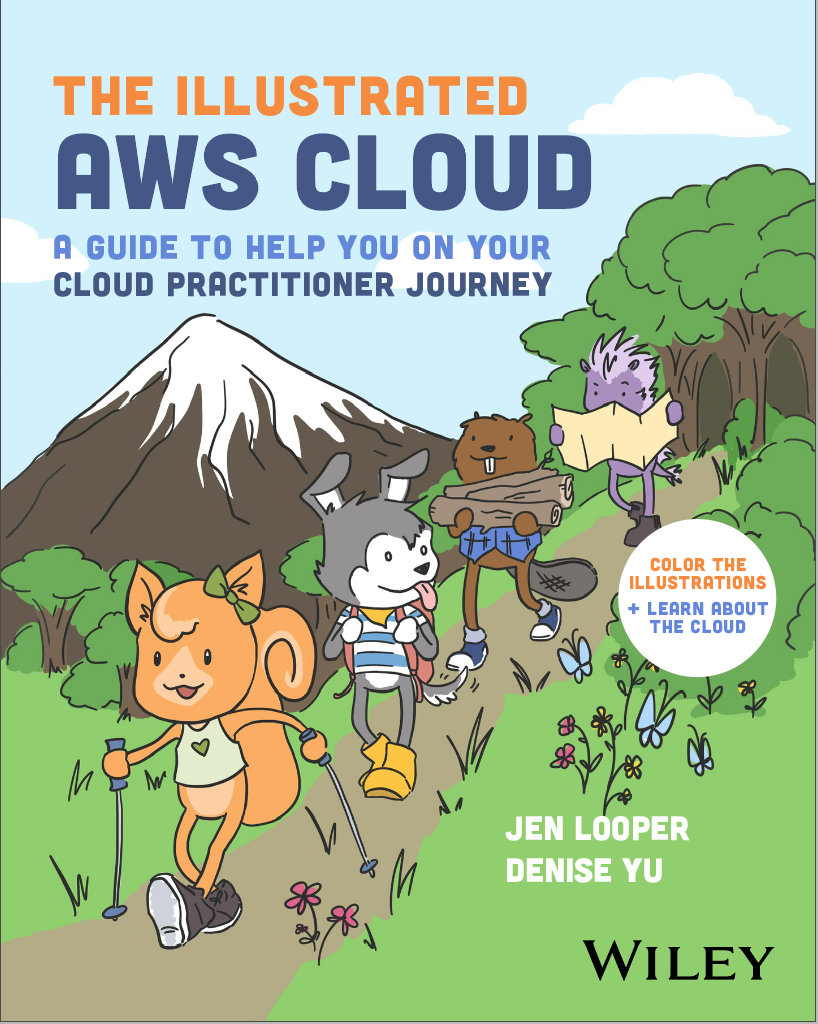 THE ILLUSTRATED
AWS CLOUD
A GUIDE TO HELP YOU ON YOUR
CLOUD PRACTITIONER JOURNEY
COLOR THE
ILLUSTRATIONS
+ LEARN ABOUT
THE CLOUD
JEN LOOPER
DENISE YU
WILEY